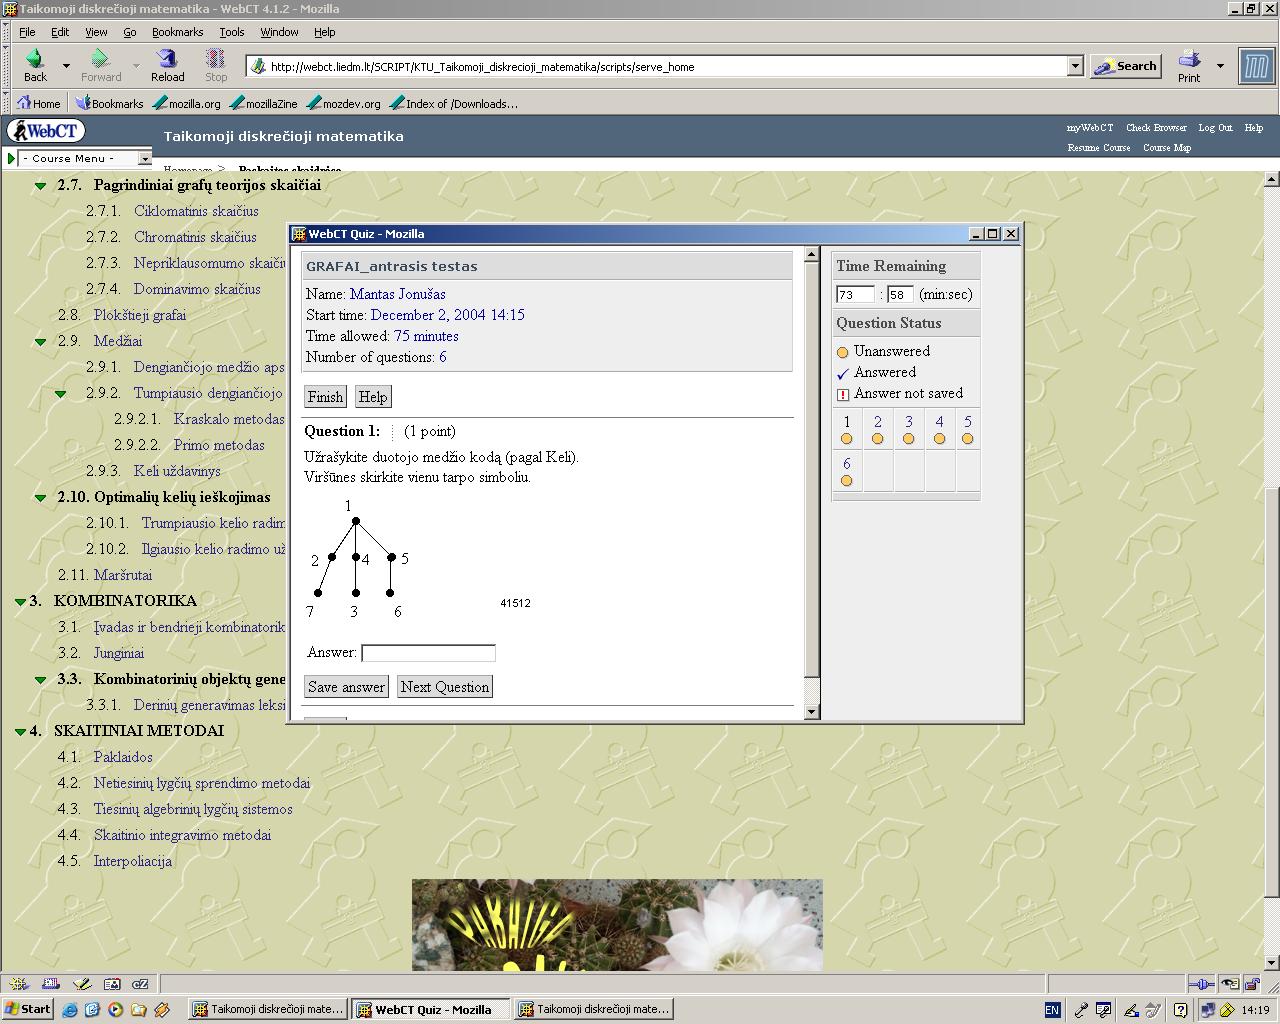 Taikomoji diskrečioji matematika - WebCT 4.1.2 - Mozilla
File Edit View Go Bookmarks Tools Window Help
Back Forward Reload Stop http://webct.liedm.lt/SCRIPT/KTU_Taikomoji_diskrecioji_matematika/scripts/serve_home Search Print
Home Bookmarks mozilla.org mozillaZine mozdev.org Index of /Downloads...
WebCT Taikomoji diskrečioji matematika myWebCT Check Browser Log Out Help
Resume Course Course Map
- Course Menu -
Homepage > Paskaitos skaidrėse
2.7. Pagrindiniai grafų teorijos skaičiai
2.7.1. Ciklomatinis skaičius
2.7.2. Chromatinis skaičius
2.7.3. Nepriklausomumo skaičiu
2.7.4. Dominavimo skaičius
2.8. Plokštieji grafai
2.9. Medžiai
2.9.1. Dengiančiojo medžio aps
2.9.2. Tumpiausio dengiančiojo
2.9.2.1. Kraskalo metodas
2.9.2.2. Primo metodas
2.9.3. Keli uždavinys
2.10. Optimalių kelių ieškojimas
2.10.1. Trumpiausio kelio radim
2.10.2. Ilgiausio kelio radimo už
2.11. Maršrutai
3. KOMBINATORIKA
3.1. Įvadas ir bendrieji kombinatorik
3.2. Junginiai
3.3. Kombinatorinių objektų gene
3.3.1. Derinių generavimas leksi
4. SKAITINIAI METODAI
4.1. Paklaidos
4.2. Netiesinių lygčių sprendimo metodai
4.3. Tiesinių algebrinių lygčių sistemos
4.4. Skaitinio integravimo metodai
4.5. Interpoliacija
WebCT Quiz - Mozilla
GRAFAI_antrasis testas
Name: Mantas Jonušas
Start time: December 2, 2004 14:15
Time allowed: 75 minutes
Number of questions: 6
Finish Help
Question 1: (1 point)
Užrašykite duotojo medžio kodą (pagal Keli).
Viršūnes skirkite vienu tarpo simboliu.
1
2 4 5
7 3 6
41512
Answer:
Save answer Next Question
Time Remaining
73 : 58 (min:sec)
Question Status
Unanswered
Answered
Answer not saved
1 2 3 4 5
6
Start Taikomoji diskrečioji mate... WebCT Quiz - Mozilla Taikomoji diskrečioji mate... EN 14:19